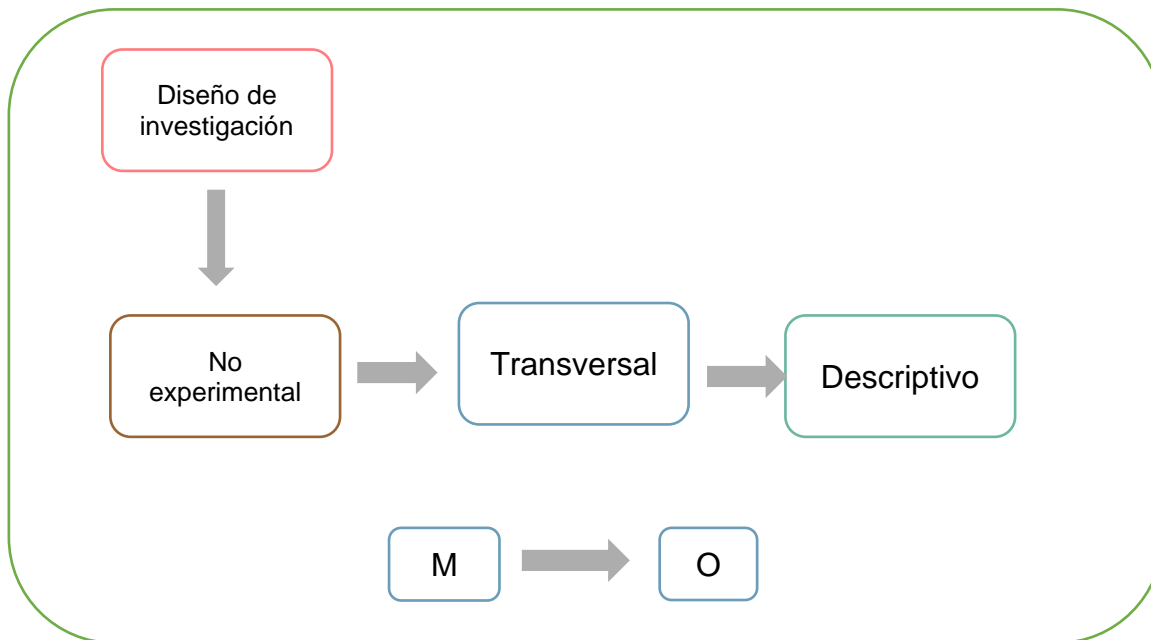 Diseño de
investigación
No
experimental
Transversal
Descriptivo
M
O